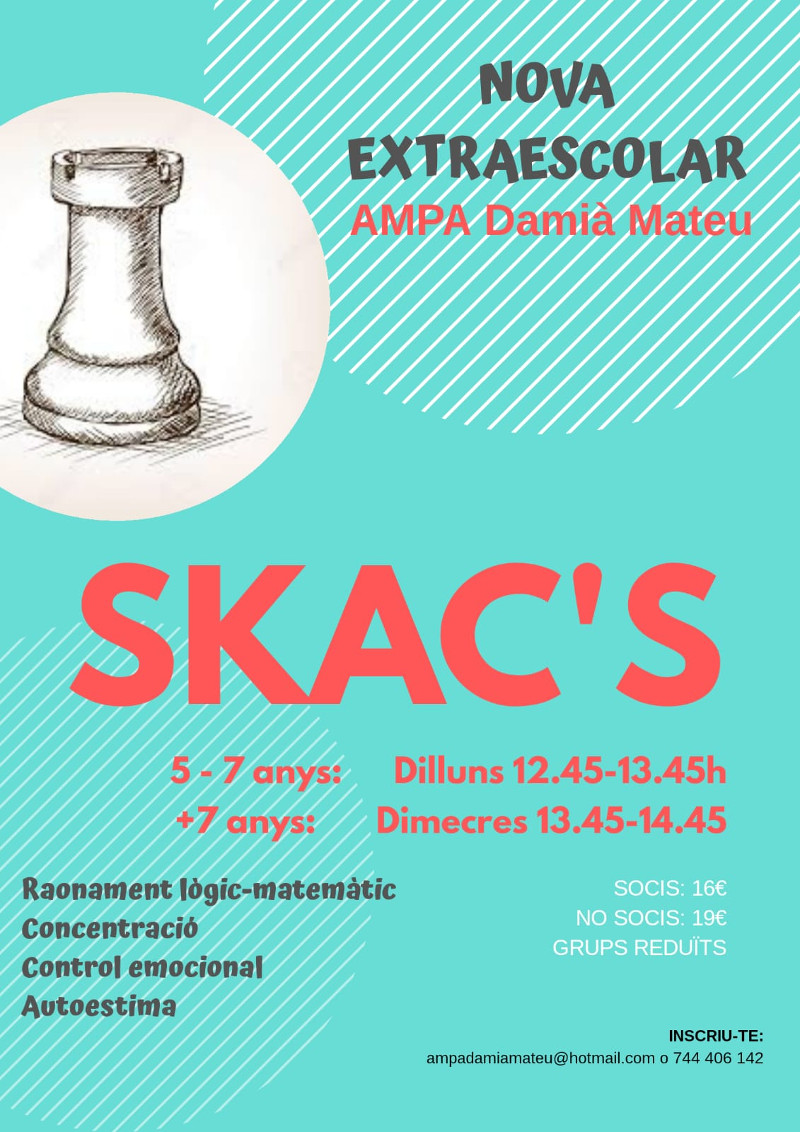 NOVA
EXTRAESCOLAR
AMPA Damià Mateu
SKAC'S
5 - 7 anys: Dilluns 12.45-13.45h
+7 anys: Dimecres 13.45-14.45
Raonament lògic-matemàtic
Concentració
Control emocional
Autoestima
SOCIS: 16€
NO SOCIS: 19€
GRUPS REDUÏTS
INSCRIU-TE:
ampadamiamateu@hotmail.com o 744 406 142